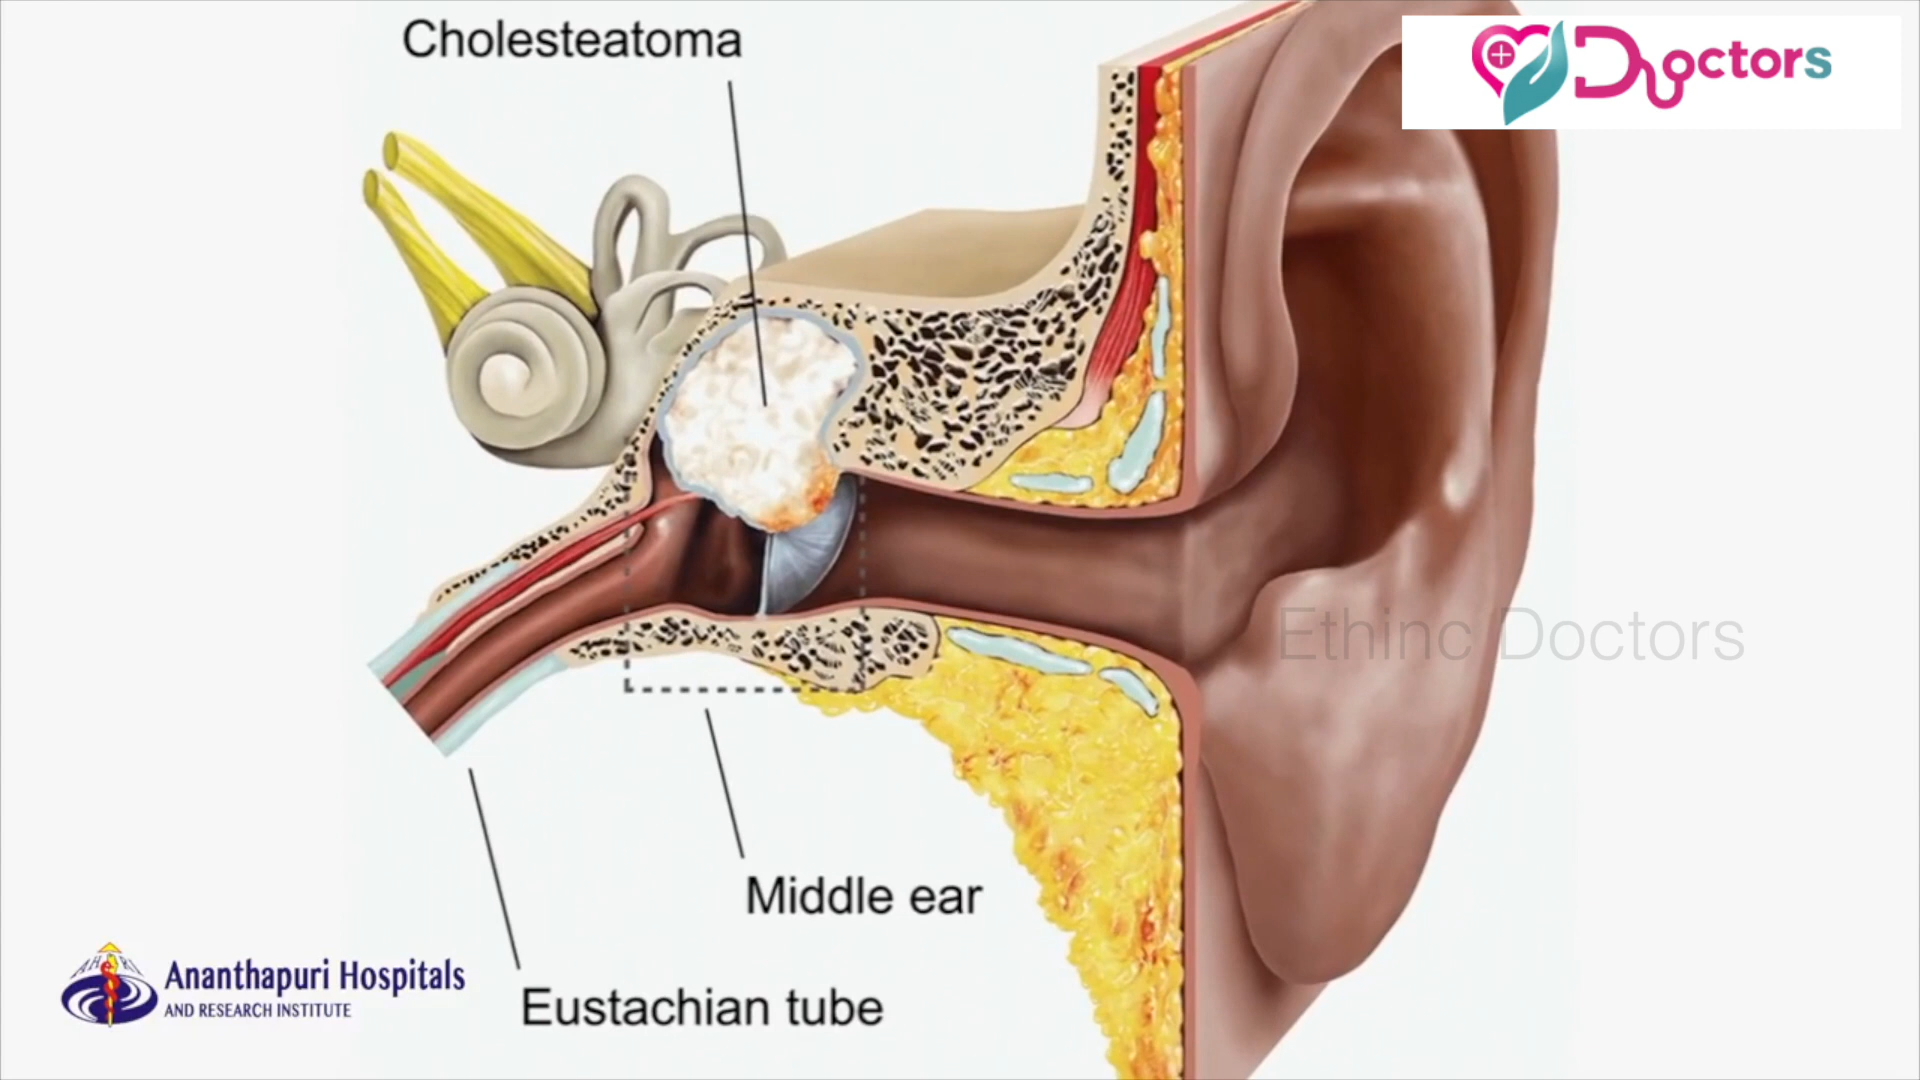 Cholesteatoma
Doctors
Ethinc Doctors
Middle ear
Eustachian tube
Ananthapuri Hospitals
AND RESEARCH INSTITUTE